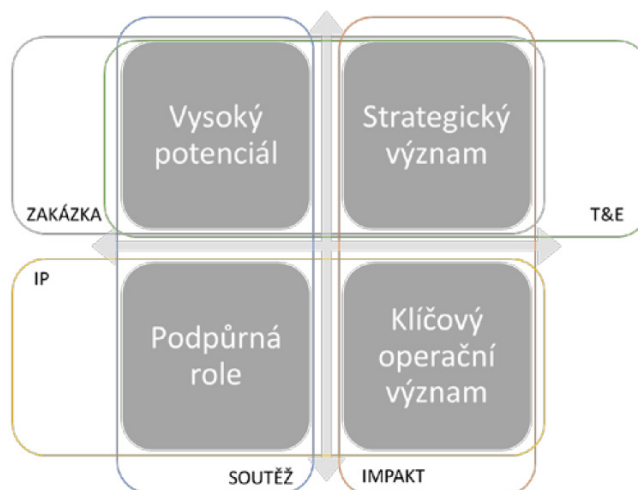 Vysoký
potenciál
Strategický
význam
ZAKÁZKA
T&E
IP
Podpůrná
role
Klíčový
operační
význam
SOUTĚŽ
IMPAKT